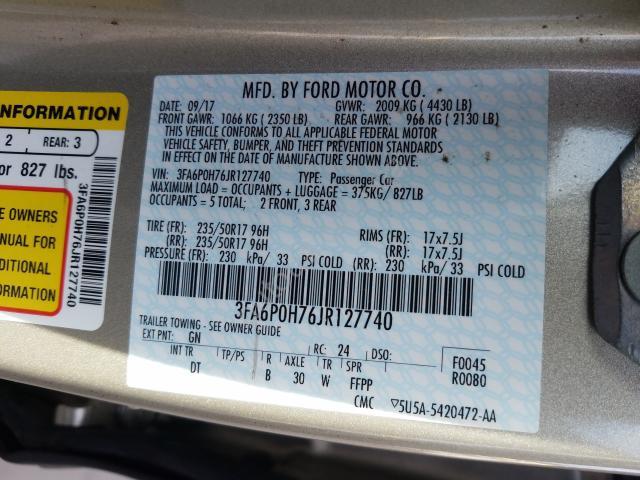 INFORMATION
2 REAR: 3
or 827 lbs.
E OWNERS
NUAL FOR
DITIONAL
RMATION
3FA6P0H76JR127740
MFD. BY FORD MOTOR CO.
DATE: 09/17 GVWR: 2009 KG ( 4430 LB)
FRONT GAWR: 1066 KG ( 2350 LB) REAR GAWR: 966 KG ( 2130 LB)
THIS VEHICLE CONFORMS TO ALL APPLICABLE FEDERAL MOTOR
VEHICLE SAFETY, BUMPER, AND THEFT PREVENTION STANDARDS
IN EFFECT ON THE DATE OF MANUFACTURE SHOWN ABOVE.
VIN: 3FA6P0H76JR127740 TYPE: Passenger Car
MAXIMUM LOAD = OCCUPANTS + LUGGAGE = 375KG/827LB
OCCUPANTS = 5 TOTAL; 2 FRONT, 3 REAR
TIRE (FR): 235/50R17 96H RIMS (FR): 17x7.5J
(RR): 235/50R17 96H (RR): 17x7.5J
PRESSURE (FR): 230 kPa/ 33 PSI COLD (RR): 230 kPa/ 33 PSI COLD
3FA6P0H76JR127740
TRAILER TOWING - SEE OWNER GUIDE
EXT PNT: GN RC: 24 DSO: F0045
INT TR TP/PS R AXLE TR SPR R0080
DT B 30 W FFPP
CMC ▽5U5A-5420472-AA